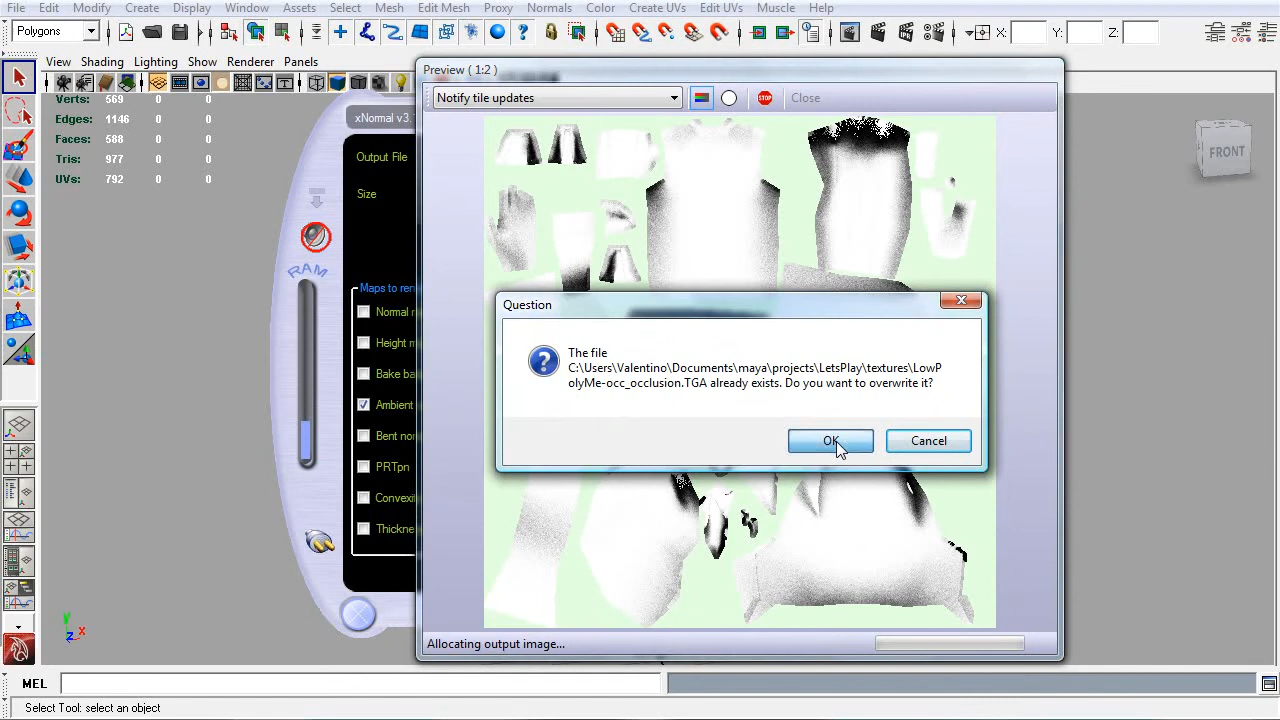 File Edit Modify Create Display Window Assets Select Mesh Edit Mesh Proxy Normals Color Create UVs Edit UVs Muscle Help
Polygons X: Y: Z:
View Shading Lighting Show Renderer Panels
Preview ( 1:2 )
Notify tile updates STOP Close
Verts: 569 0 0
Edges: 1146 0 0
Faces: 588 0 0
Tris: 977 0 0
UVs: 792 0 0
xNormal v3.
Output File
Size
FRONT
RAM
Maps to ren
Normal
Height m
Bake ba
Ambient
Bent nor
PRTpn
Convexit
Thickne
Question
The file
C:\Users\Valentino\Documents\maya\projects\LetsPlay\textures\LowP
olyMe-occ_occlusion.TGA already exists. Do you want to overwrite it?
OK Cancel
Allocating output image...
y
z x
MEL
Select Tool: select an object